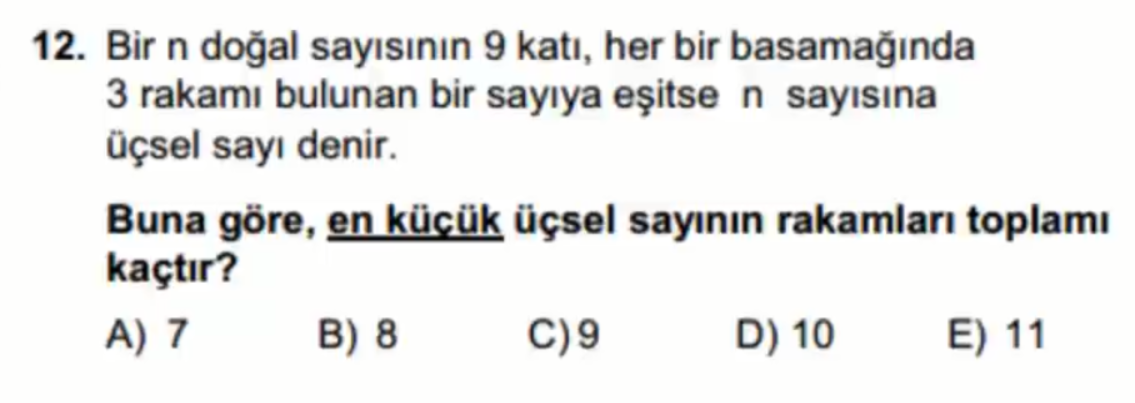 12. Bir n doğal sayısının 9 katı, her bir basamağında
3 rakamı bulunan bir sayıya eşitse n sayısına
üçsel sayı denir.
Buna göre, en küçük üçsel sayının rakamları toplamı
kaçtır?
A) 7 B) 8 C)9 D) 10 E) 11